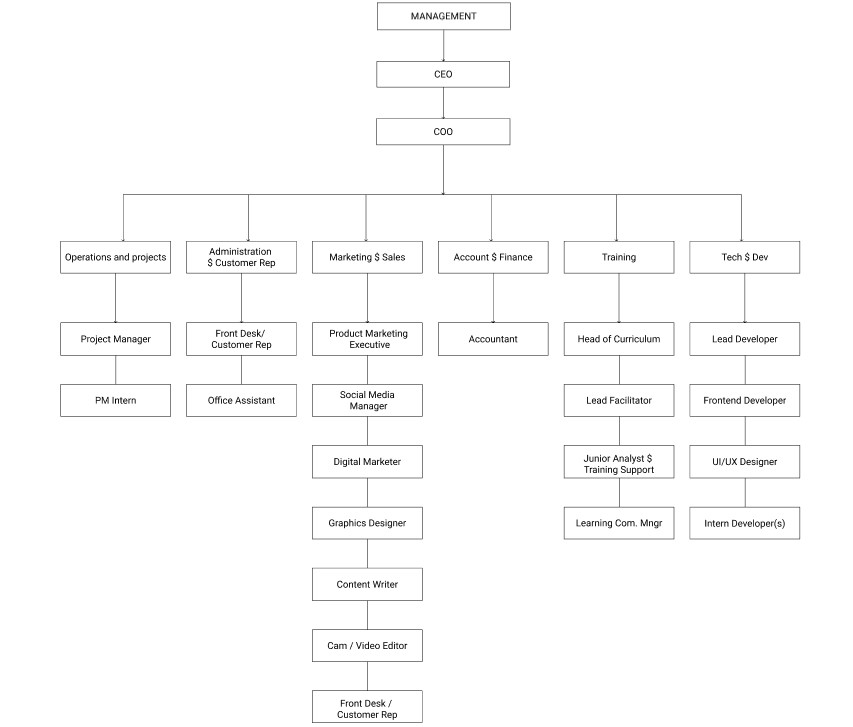 MANAGEMENT
CEO
COO
Operations and projects
Administration
$ Customer Rep
Marketing $ Sales
Account $ Finance
Training
Tech $ Dev
Project Manager
Front Desk/
Customer Rep
Product Marketing
Executive
Accountant
Head of Curriculum
Lead Developer
PM Intern
Office Assistant
Social Media
Manager
Lead Facilitator
Frontend Developer
Digital Marketer
Junior Analyst $
Training Support
UI/UX Designer
Graphics Designer
Learning Com. Mngr
Intern Developer(s)
Content Writer
Cam / Video Editor
Front Desk /
Customer Rep